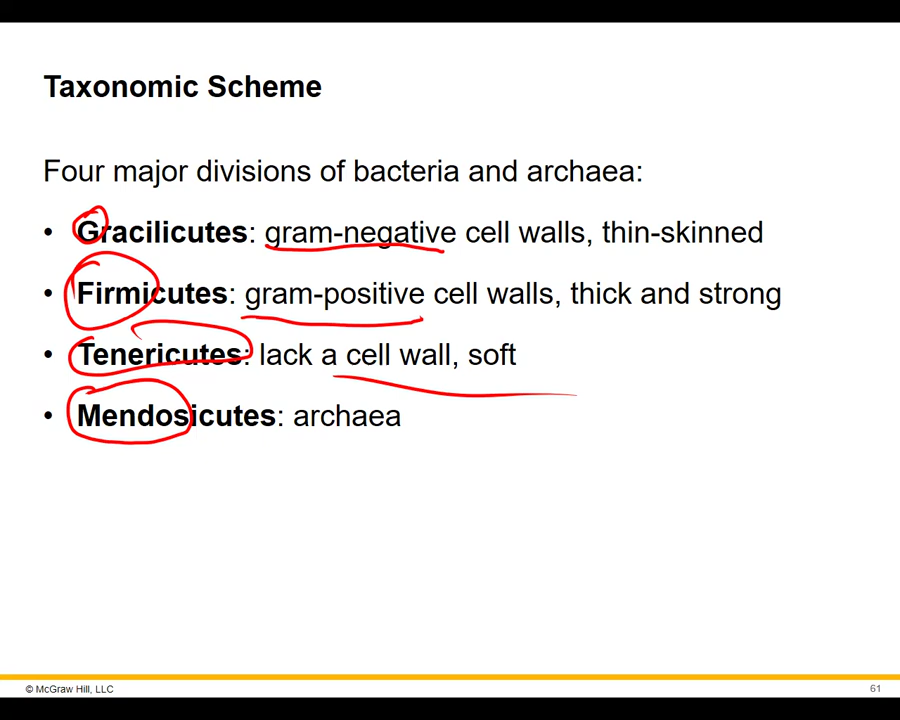 Taxonomic Scheme
Four major divisions of bacteria and archaea:
• Gracilicutes: gram-negative cell walls, thin-skinned
• Firmicutes: gram-positive cell walls, thick and strong
• Tenericutes: lack a cell wall, soft
• Mendosicutes: archaea
© McGraw Hill, LLC
61